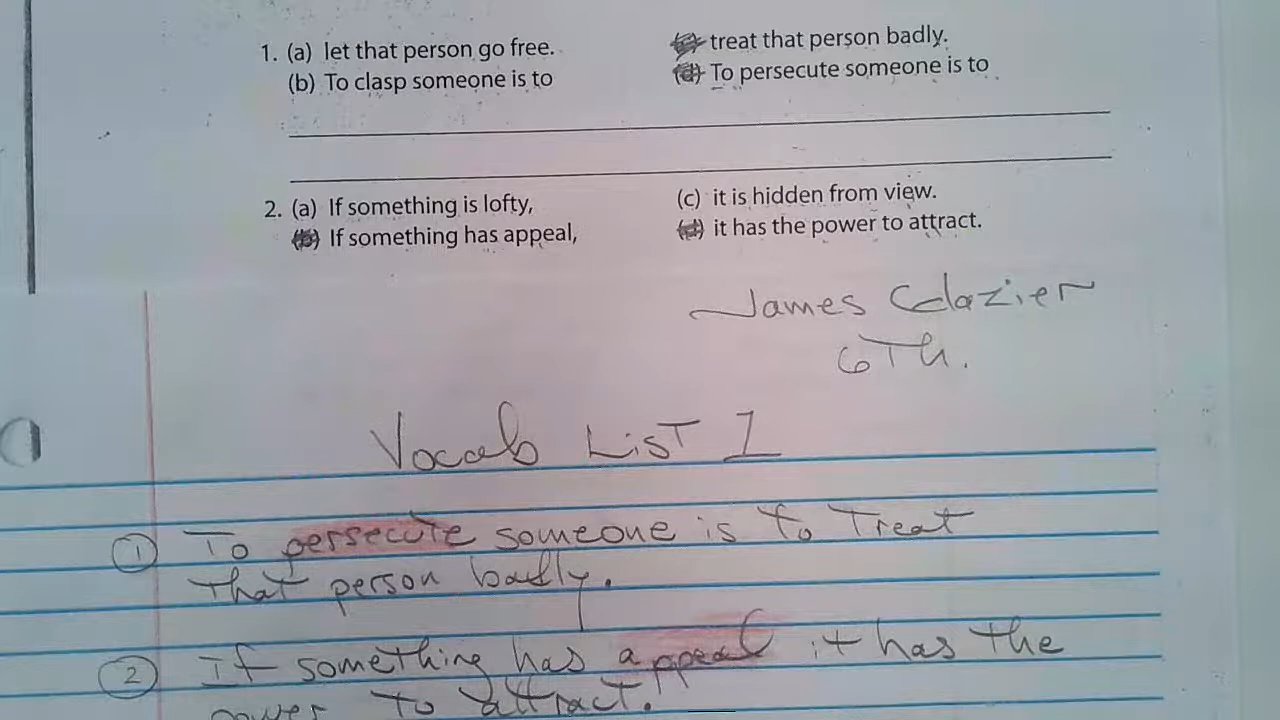 1. (a) let that person go free. (c) treat that person badly.
(b) To clasp someone is to (d) To persecute someone is to
2. (a) If something is lofty, (c) it is hidden from view.
(b) If something has appeal, (d) it has the power to attract.
James Clazier
6Th.
Vocab List 1
1 To persecute someone is to Treat
that person badly.
2 If something has appeal it has the
power to attract.